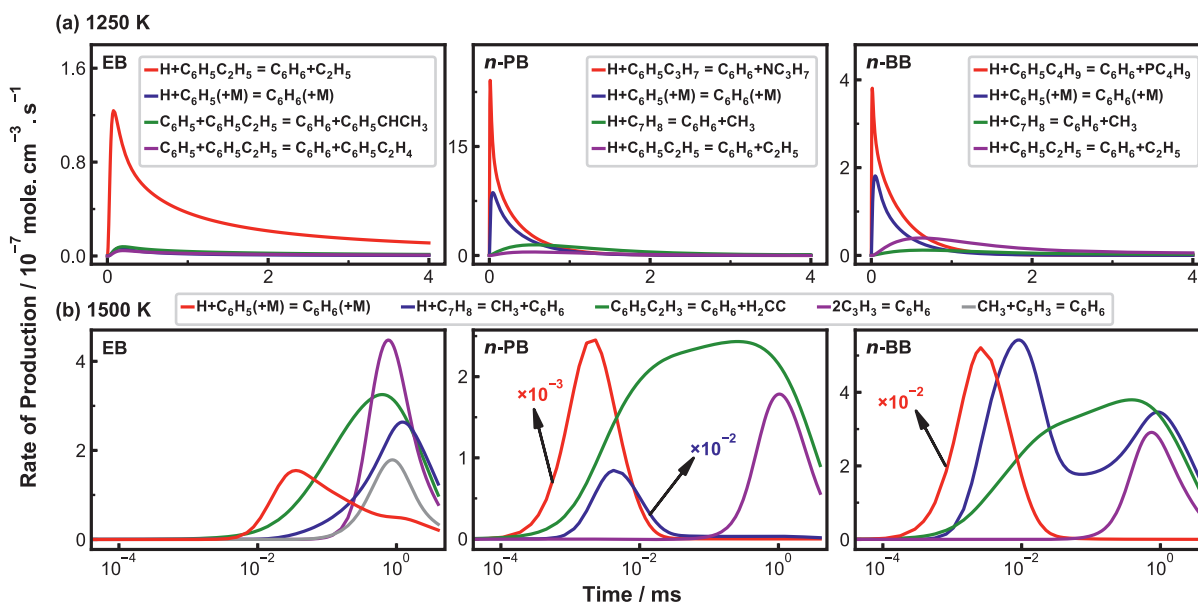 (a) 1250 K
EB
H+C₆H₅C₂H₅ = C₆H₆+C₂H₅
H+C₆H₅(+M) = C₆H₆(+M)
C₆H₅+C₆H₅C₂H₅ = C₆H₆+C₆H₅CHCH₃
C₆H₅+C₆H₅C₂H₅ = C₆H₆+C₆H₅C₂H₄
1.6
1.2
0.8
0.4
0.0
0 2 4
n-PB
H+C₆H₅C₃H₇ = C₆H₆+NC₃H₇
H+C₆H₅(+M) = C₆H₆(+M)
H+C₇H₈ = C₆H₆+CH₃
H+C₆H₅C₂H₅ = C₆H₆+C₂H₅
15
0
0 2 4
n-BB
H+C₆H₅C₄H₉ = C₆H₆+PC₄H₉
H+C₆H₅(+M) = C₆H₆(+M)
H+C₇H₈ = C₆H₆+CH₃
H+C₆H₅C₂H₅ = C₆H₆+C₂H₅
4
2
0
0 2 4
Rate of Production / 10⁻⁷ mole. cm⁻³ . s⁻¹
(b) 1500 K
H+C₆H₅(+M) = C₆H₆(+M) H+C₇H₈ = CH₃+C₆H₆ C₆H₅C₂H₃ = C₆H₆+H₂CC 2C₃H₃ = C₆H₆ CH₃+C₅H₃ = C₆H₆
EB
4
2
0
10⁻⁴ 10⁻² 10⁰
n-PB
×10⁻³
×10⁻²
2
1
0
10⁻⁴ 10⁻² 10⁰
n-BB
×10⁻²
4
2
0
10⁻⁴ 10⁻² 10⁰
Time / ms